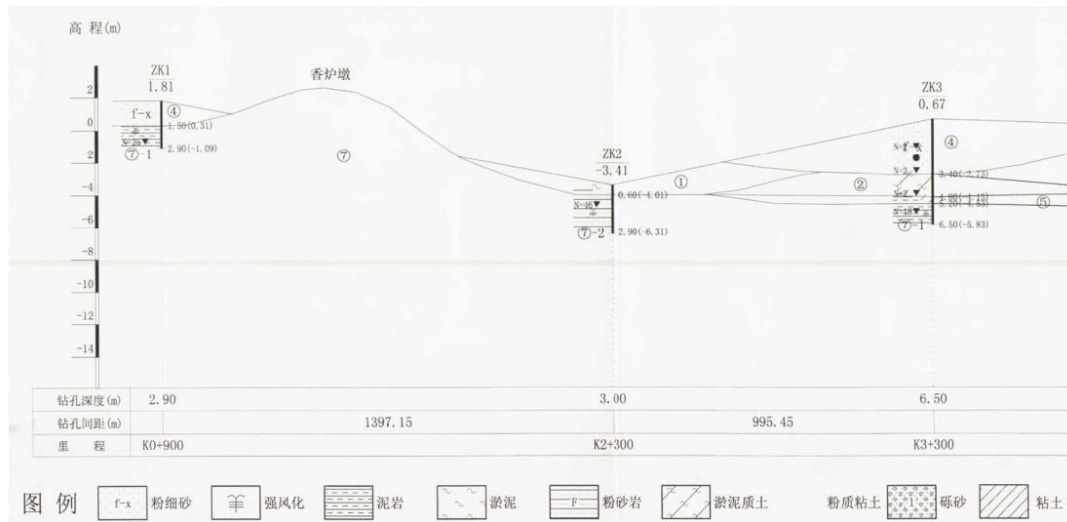 高 程(m)
2
0
2
-4
-6
-8
-10
-12
-14
ZK1
1.81
f-x
④
1.50(0.31)
⑦-1
2.90(-1.09)
香炉墩
⑦
ZK2
-3.41
0.60(-4.01)
N=46
⑦-2
2.90(-6.31)
①
②
ZK3
0.67
④
3.40(-2.73)
⑤
⑦-1
6.50(-5.83)
钻孔深度(m) 2.90 3.00 6.50
钻孔间距(m) 1397.15 995.45
里 程 K0+900 K2+300 K3+300
图 例 f-x 粉细砂 强风化 泥岩 淤泥 F 粉砂岩 淤泥质土 粉质粘土 砾砂 粘土